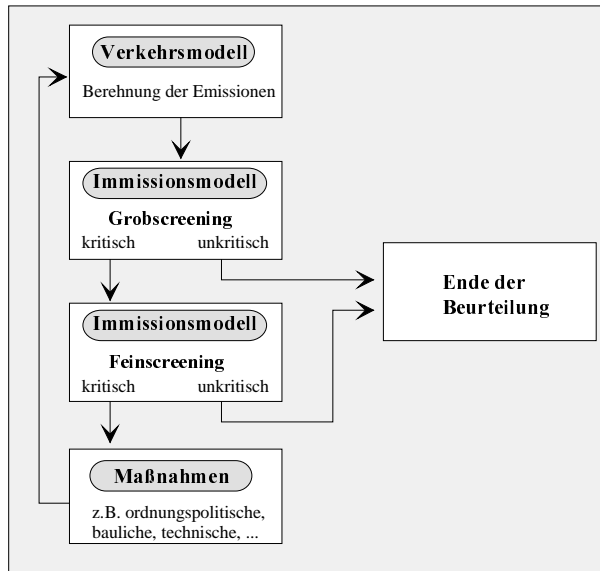 Verkehrsmodell
Berehnung der Emissionen
Immissionsmodell
Grobscreening
kritisch unkritisch
Ende der
Beurteilung
Immissionsmodell
Feinscreening
kritisch unkritisch
Maßnahmen
z.B. ordnungspolitische,
bauliche, technische, ...